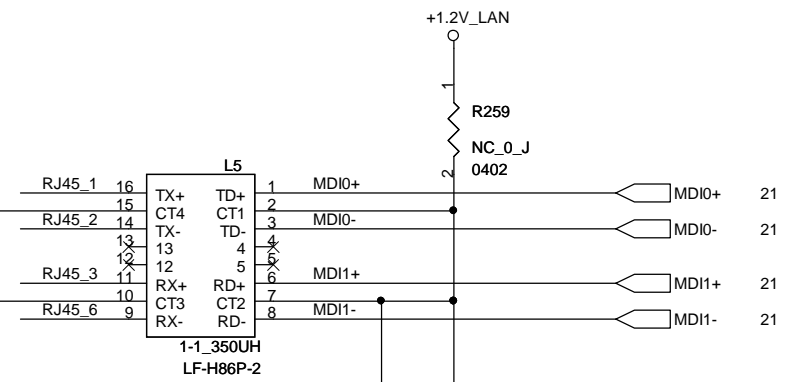 +1.2V_LAN
1
R259
NC_0_J
0402
2
L5
RJ45_1 16 TX+ TD+ 1 MDI0+ MDI0+ 21
15 CT4 CT1 2
RJ45_2 14 TX- TD- 3 MDI0- MDI0- 21
13 13 4 4
12 12 5 5
RJ45_3 11 RX+ RD+ 6 MDI1+ MDI1+ 21
10 CT3 CT2 7
RJ45_6 9 RX- RD- 8 MDI1- MDI1- 21
1-1_350UH
LF-H86P-2